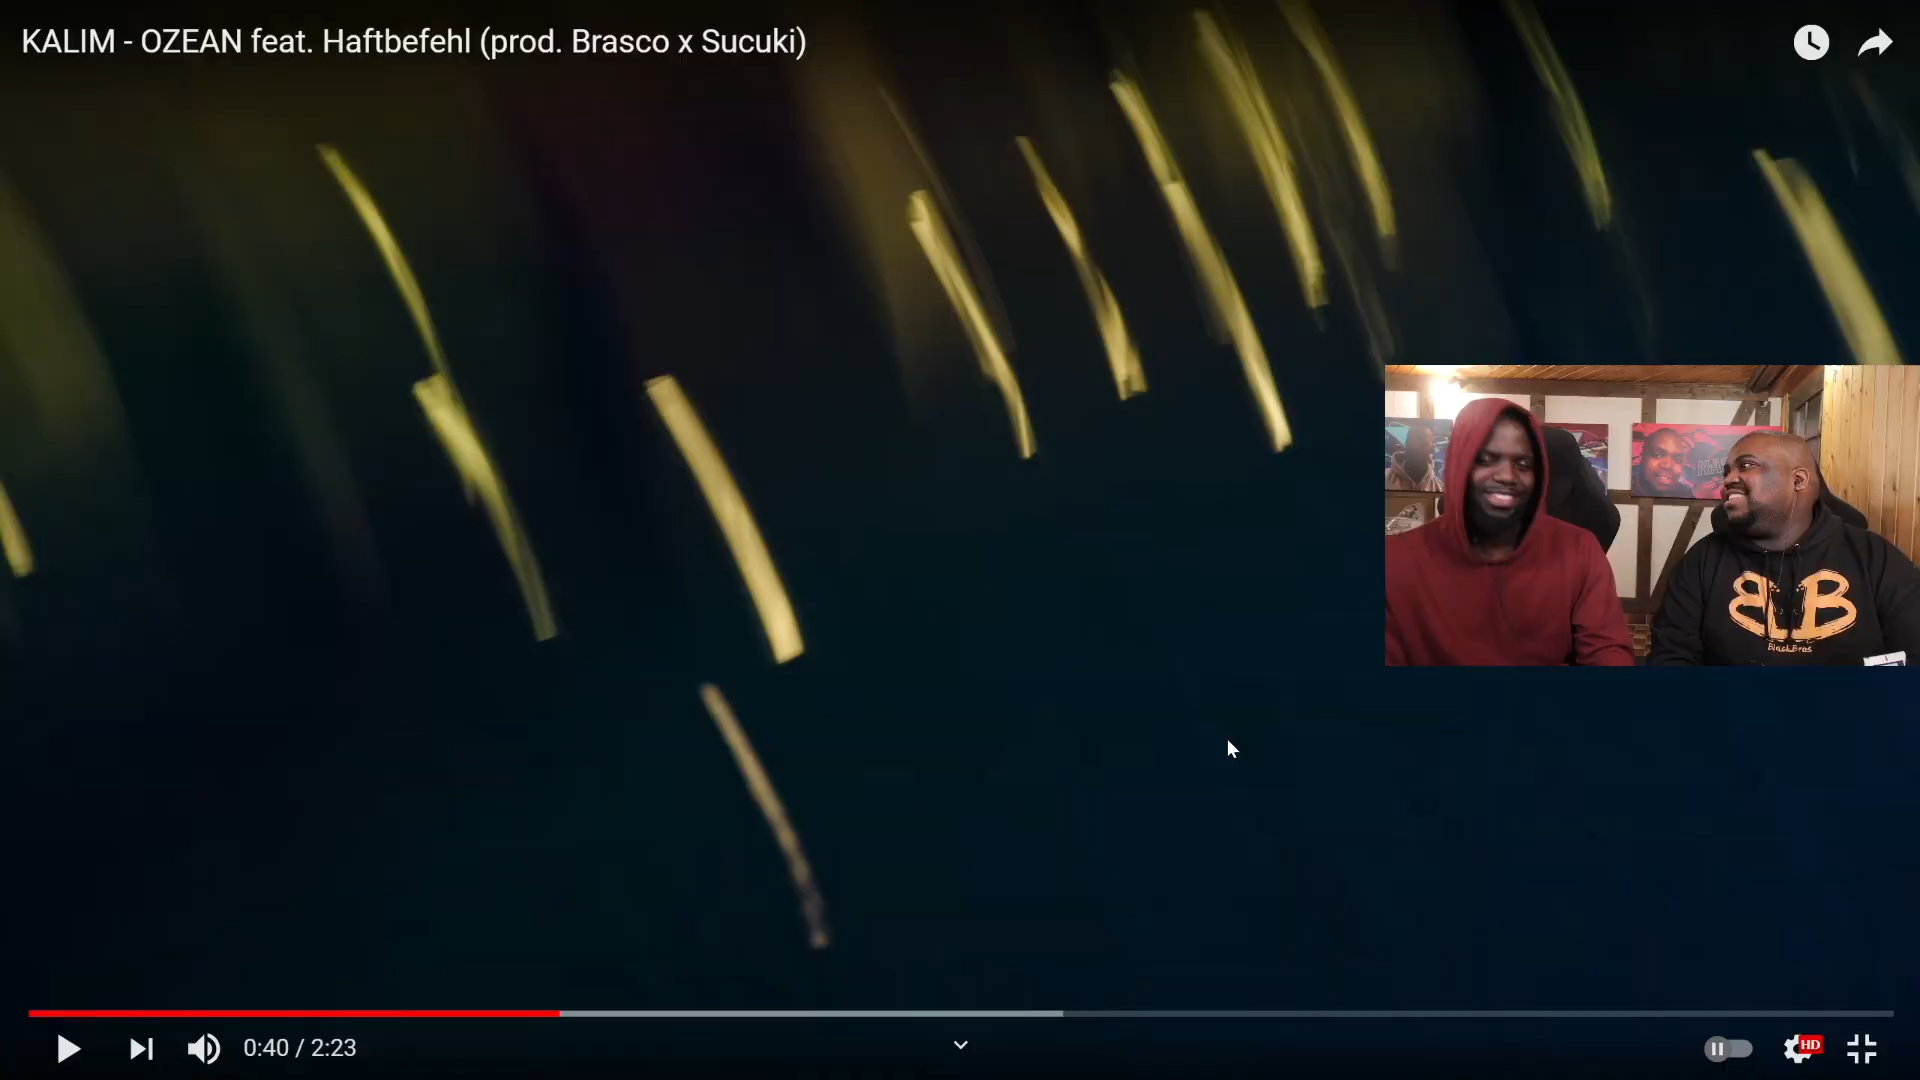 KALIM - OZEAN feat. Haftbefehl (prod. Brasco x Sucuki)
BB
BlackBros
0:40 / 2:23
HD